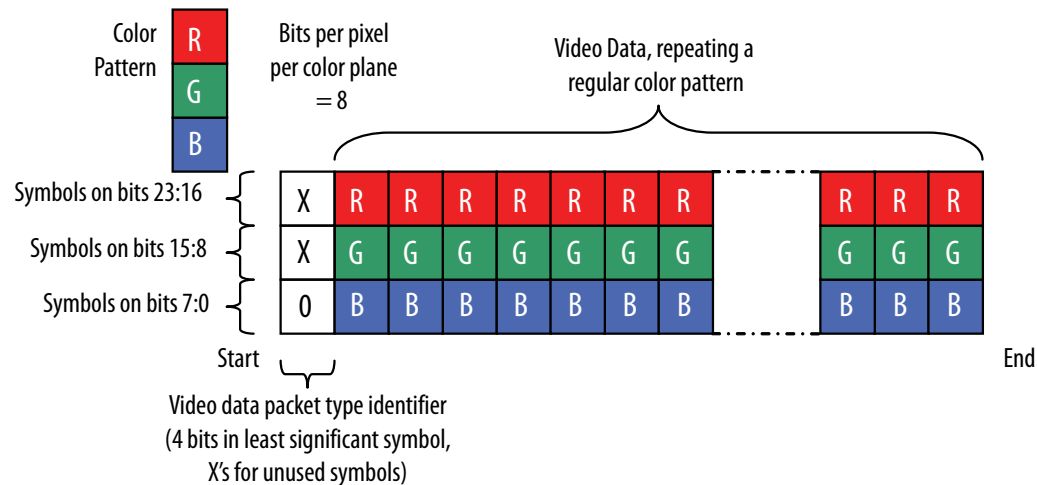 Color
Pattern
R
G
B
Bits per pixel
per color plane
= 8
Video Data, repeating a
regular color pattern
Symbols on bits 23:16
X R R R R R R R R R R
Symbols on bits 15:8
X G G G G G G G G G G
Symbols on bits 7:0
0 B B B B B B B B B B
Start
End
Video data packet type identifier
(4 bits in least significant symbol,
X's for unused symbols)